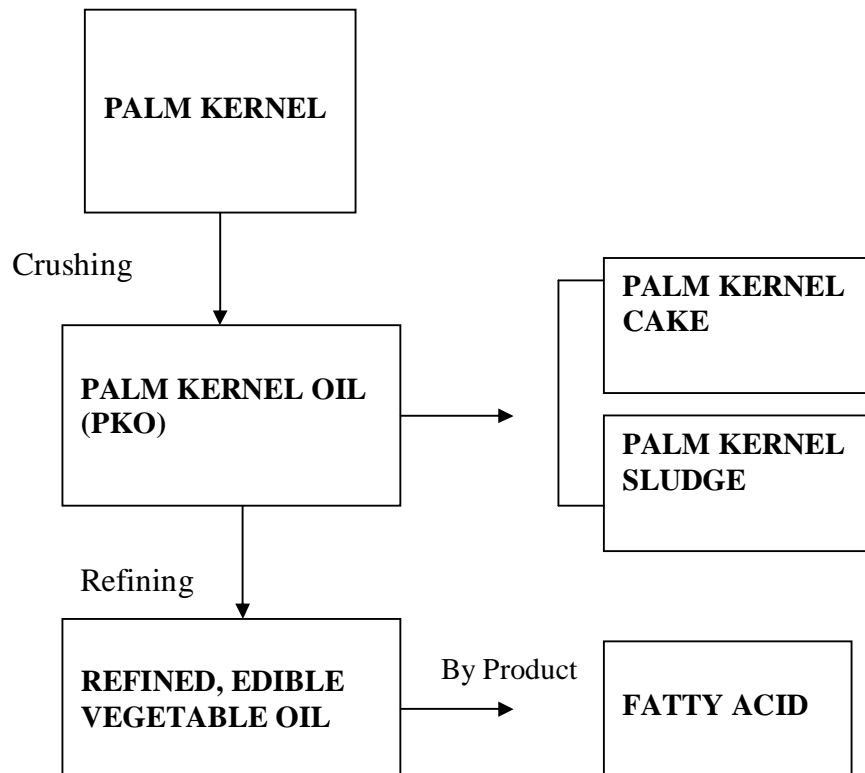 PALM KERNEL
Crushing
PALM KERNEL
CAKE
PALM KERNEL OIL
(PKO)
PALM KERNEL
SLUDGE
Refining
REFINED, EDIBLE
VEGETABLE OIL
By Product
FATTY ACID